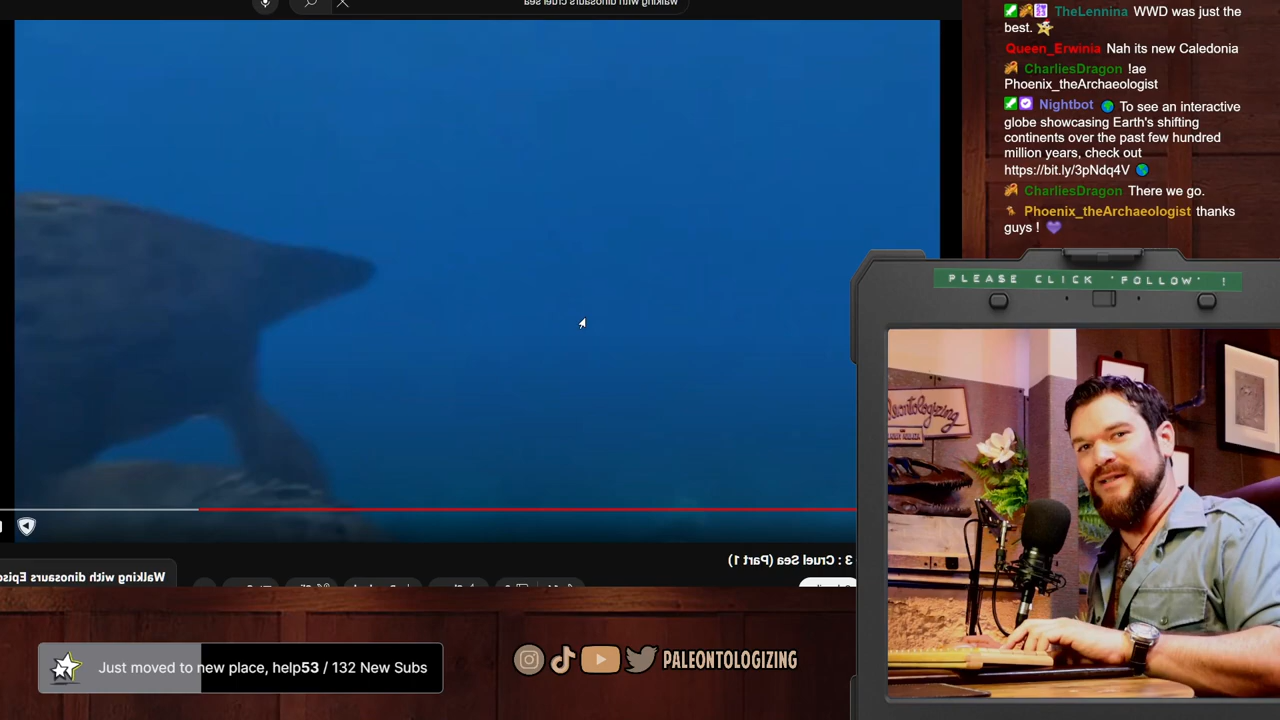 walking with dinosaurs cruel sea
TheLennina WWD was just the
best.
Queen_Erwinia Nah its new Caledonia
CharliesDragon !ae
Phoenix_theArchaeologist
Nightbot To see an interactive
globe showcasing Earth's shifting
continents over the past few hundred
million years, check out
https://bit.ly/3pNdq4V
CharliesDragon There we go.
Phoenix_theArchaeologist thanks
guys !
PLEASE CLICK 'FOLLOW' !
Paleontologizing
3 : Cruel Sea (Part 1)
Walking with dinosaurs Episo
Just moved to new place, help53 / 132 New Subs
PALEONTOLOGIZING